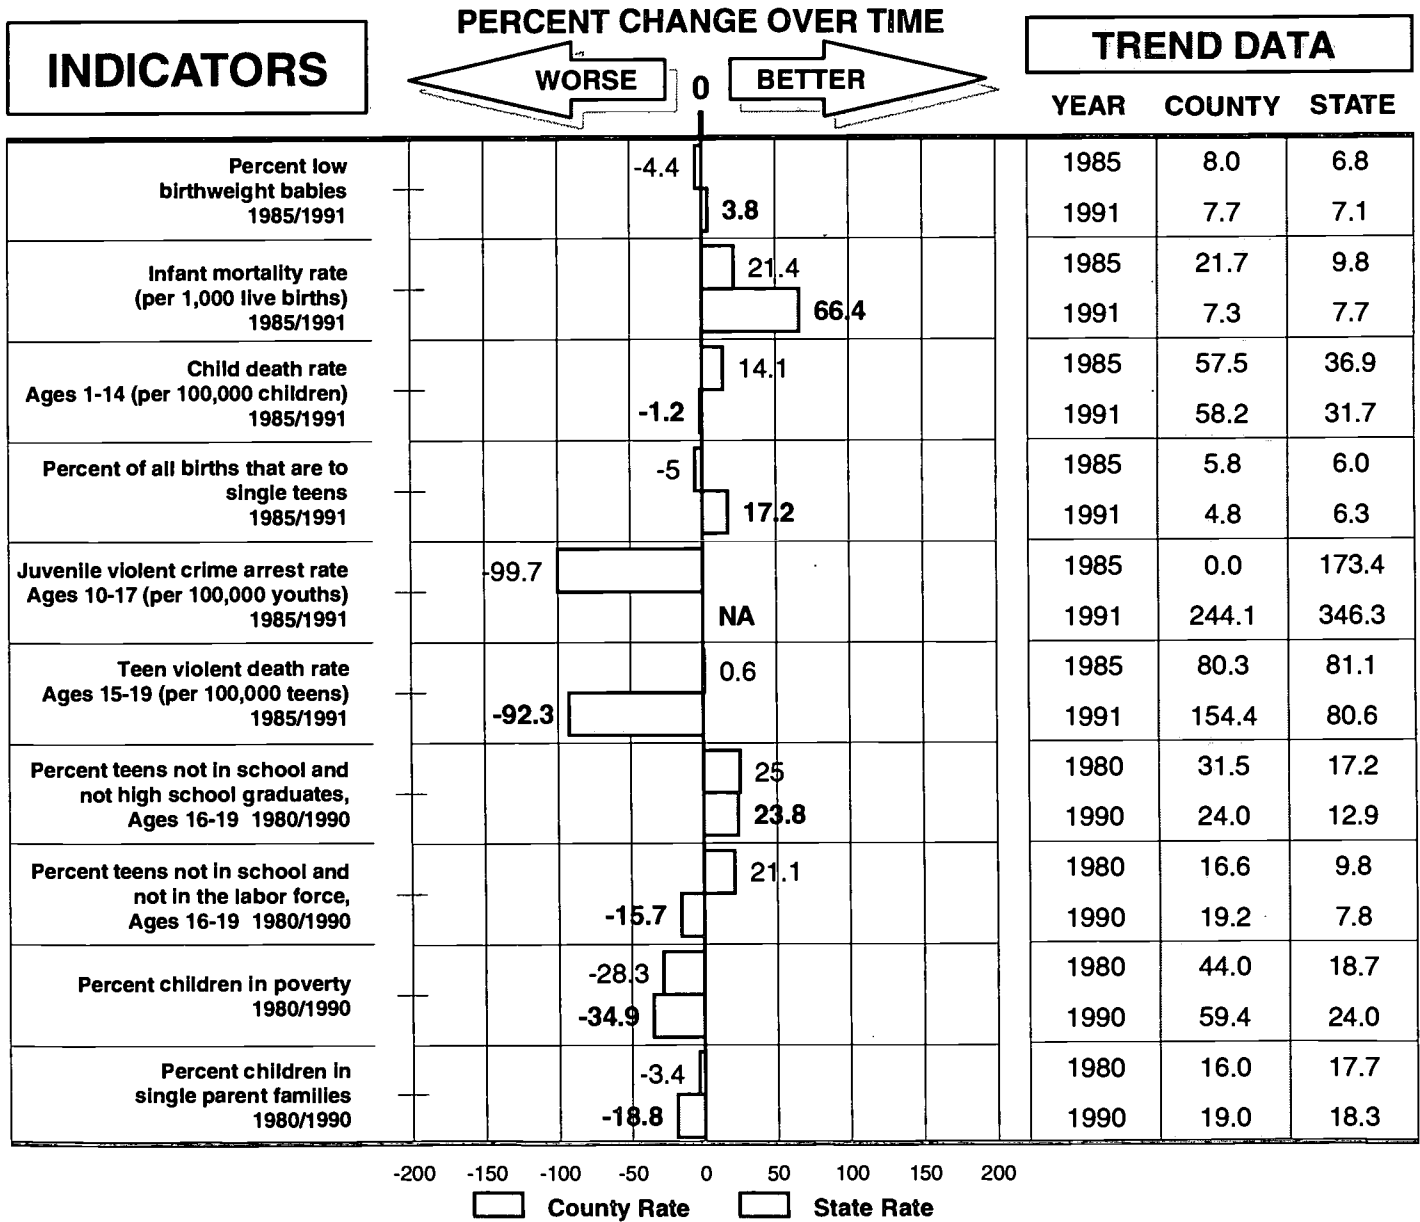 INDICATORS
PERCENT CHANGE OVER TIME
WORSE
0
BETTER
TREND DATA
YEAR COUNTY STATE
Percent low
birthweight babies
1985/1991
-4.4
3.8
1985 8.0 6.8
1991 7.7 7.1
Infant mortality rate
(per 1,000 live births)
1985/1991
21.4
66.4
1985 21.7 9.8
1991 7.3 7.7
Child death rate
Ages 1-14 (per 100,000 children)
1985/1991
14.1
-1.2
1985 57.5 36.9
1991 58.2 31.7
Percent of all births that are to
single teens
1985/1991
-5
17.2
1985 5.8 6.0
1991 4.8 6.3
Juvenile violent crime arrest rate
Ages 10-17 (per 100,000 youths)
1985/1991
-99.7
NA
1985 0.0 173.4
1991 244.1 346.3
Teen violent death rate
Ages 15-19 (per 100,000 teens)
1985/1991
0.6
-92.3
1985 80.3 81.1
1991 154.4 80.6
Percent teens not in school and
not high school graduates,
Ages 16-19 1980/1990
25
23.8
1980 31.5 17.2
1990 24.0 12.9
Percent teens not in school and
not in the labor force,
Ages 16-19 1980/1990
21.1
-15.7
1980 16.6 9.8
1990 19.2 7.8
Percent children in poverty
1980/1990
-28.3
-34.9
1980 44.0 18.7
1990 59.4 24.0
Percent children in
single parent families
1980/1990
-3.4
-18.8
1980 16.0 17.7
1990 19.0 18.3
-200 -150 -100 -50 0 50 100 150 200
County Rate State Rate